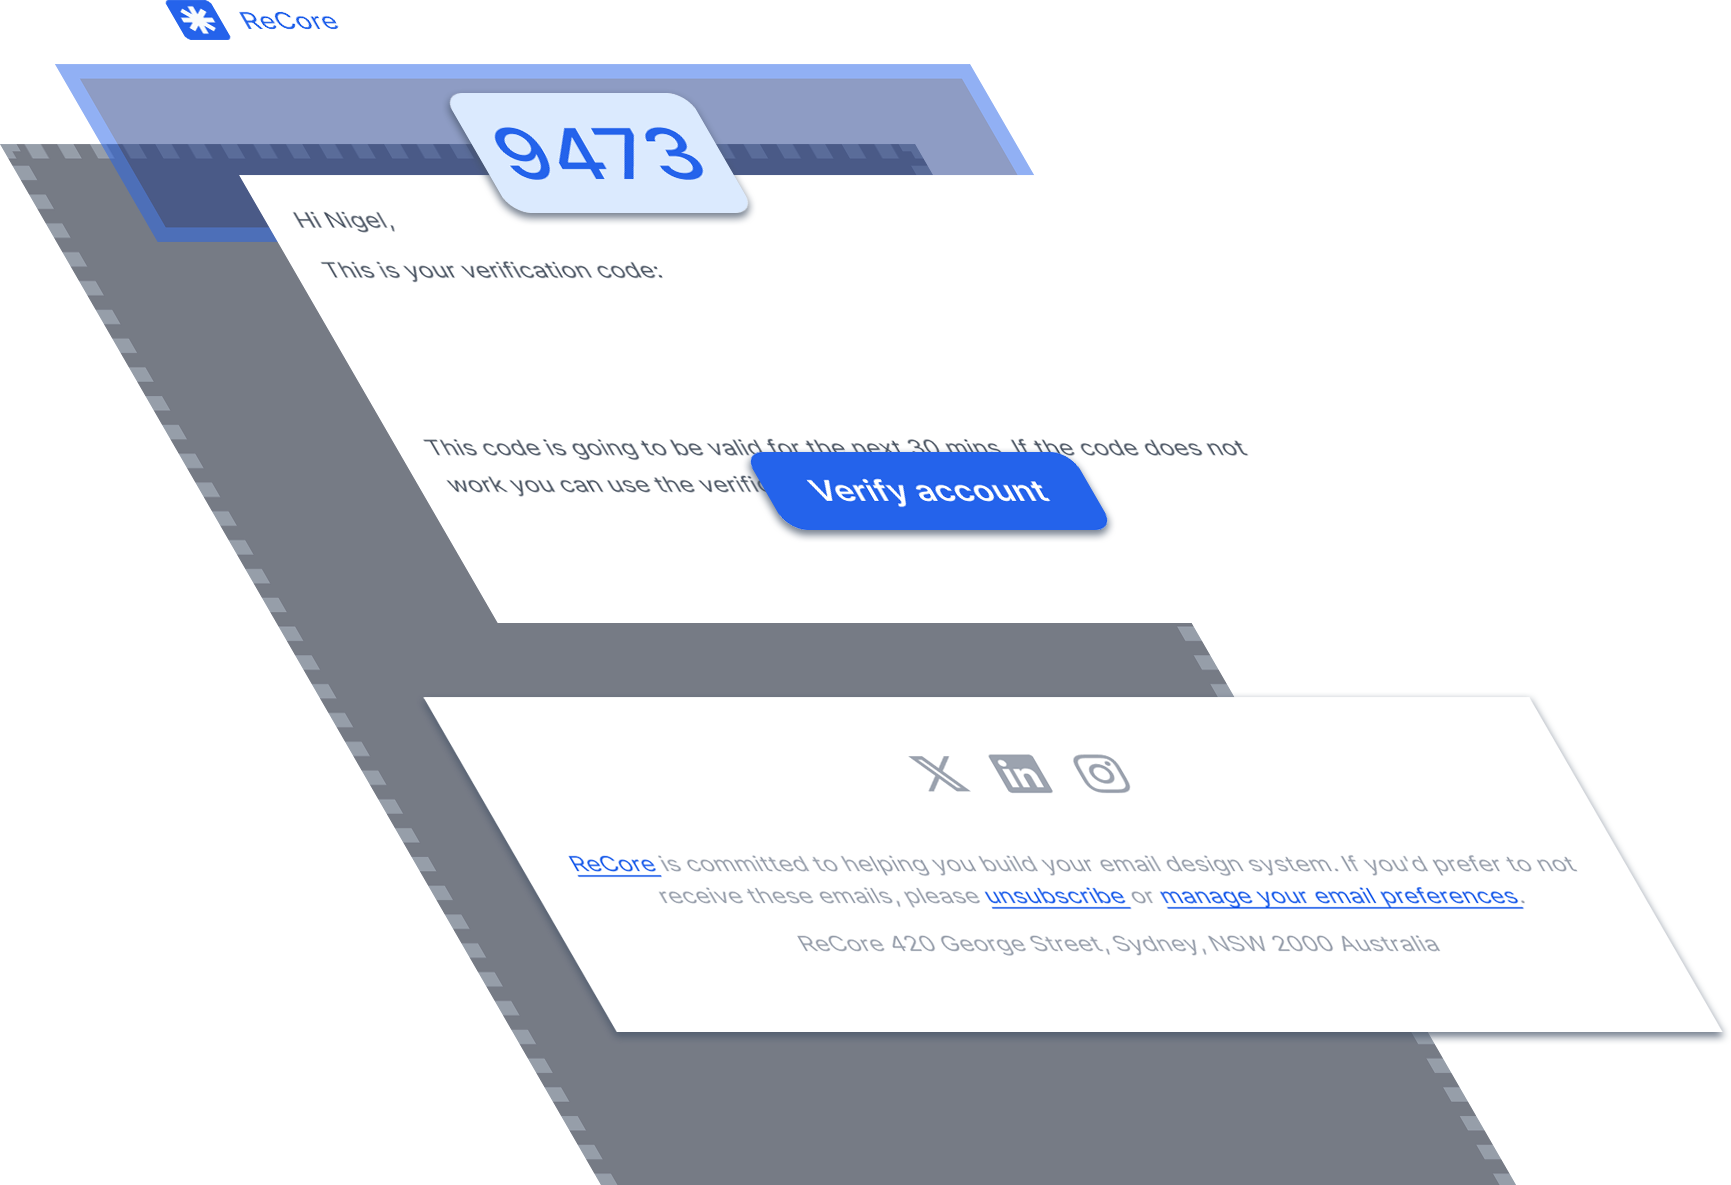 ReCore
9473
Hi Nigel,
This is your verification code:
This code is going to be valid for the next 30 mins. If the code does not
work you can use the
Verify account
ReCore is committed to helping you build your email design system. If you'd prefer to not
receive these emails, please unsubscribe or manage your email preferences.
ReCore 420 George Street, Sydney, NSW 2000 Australia